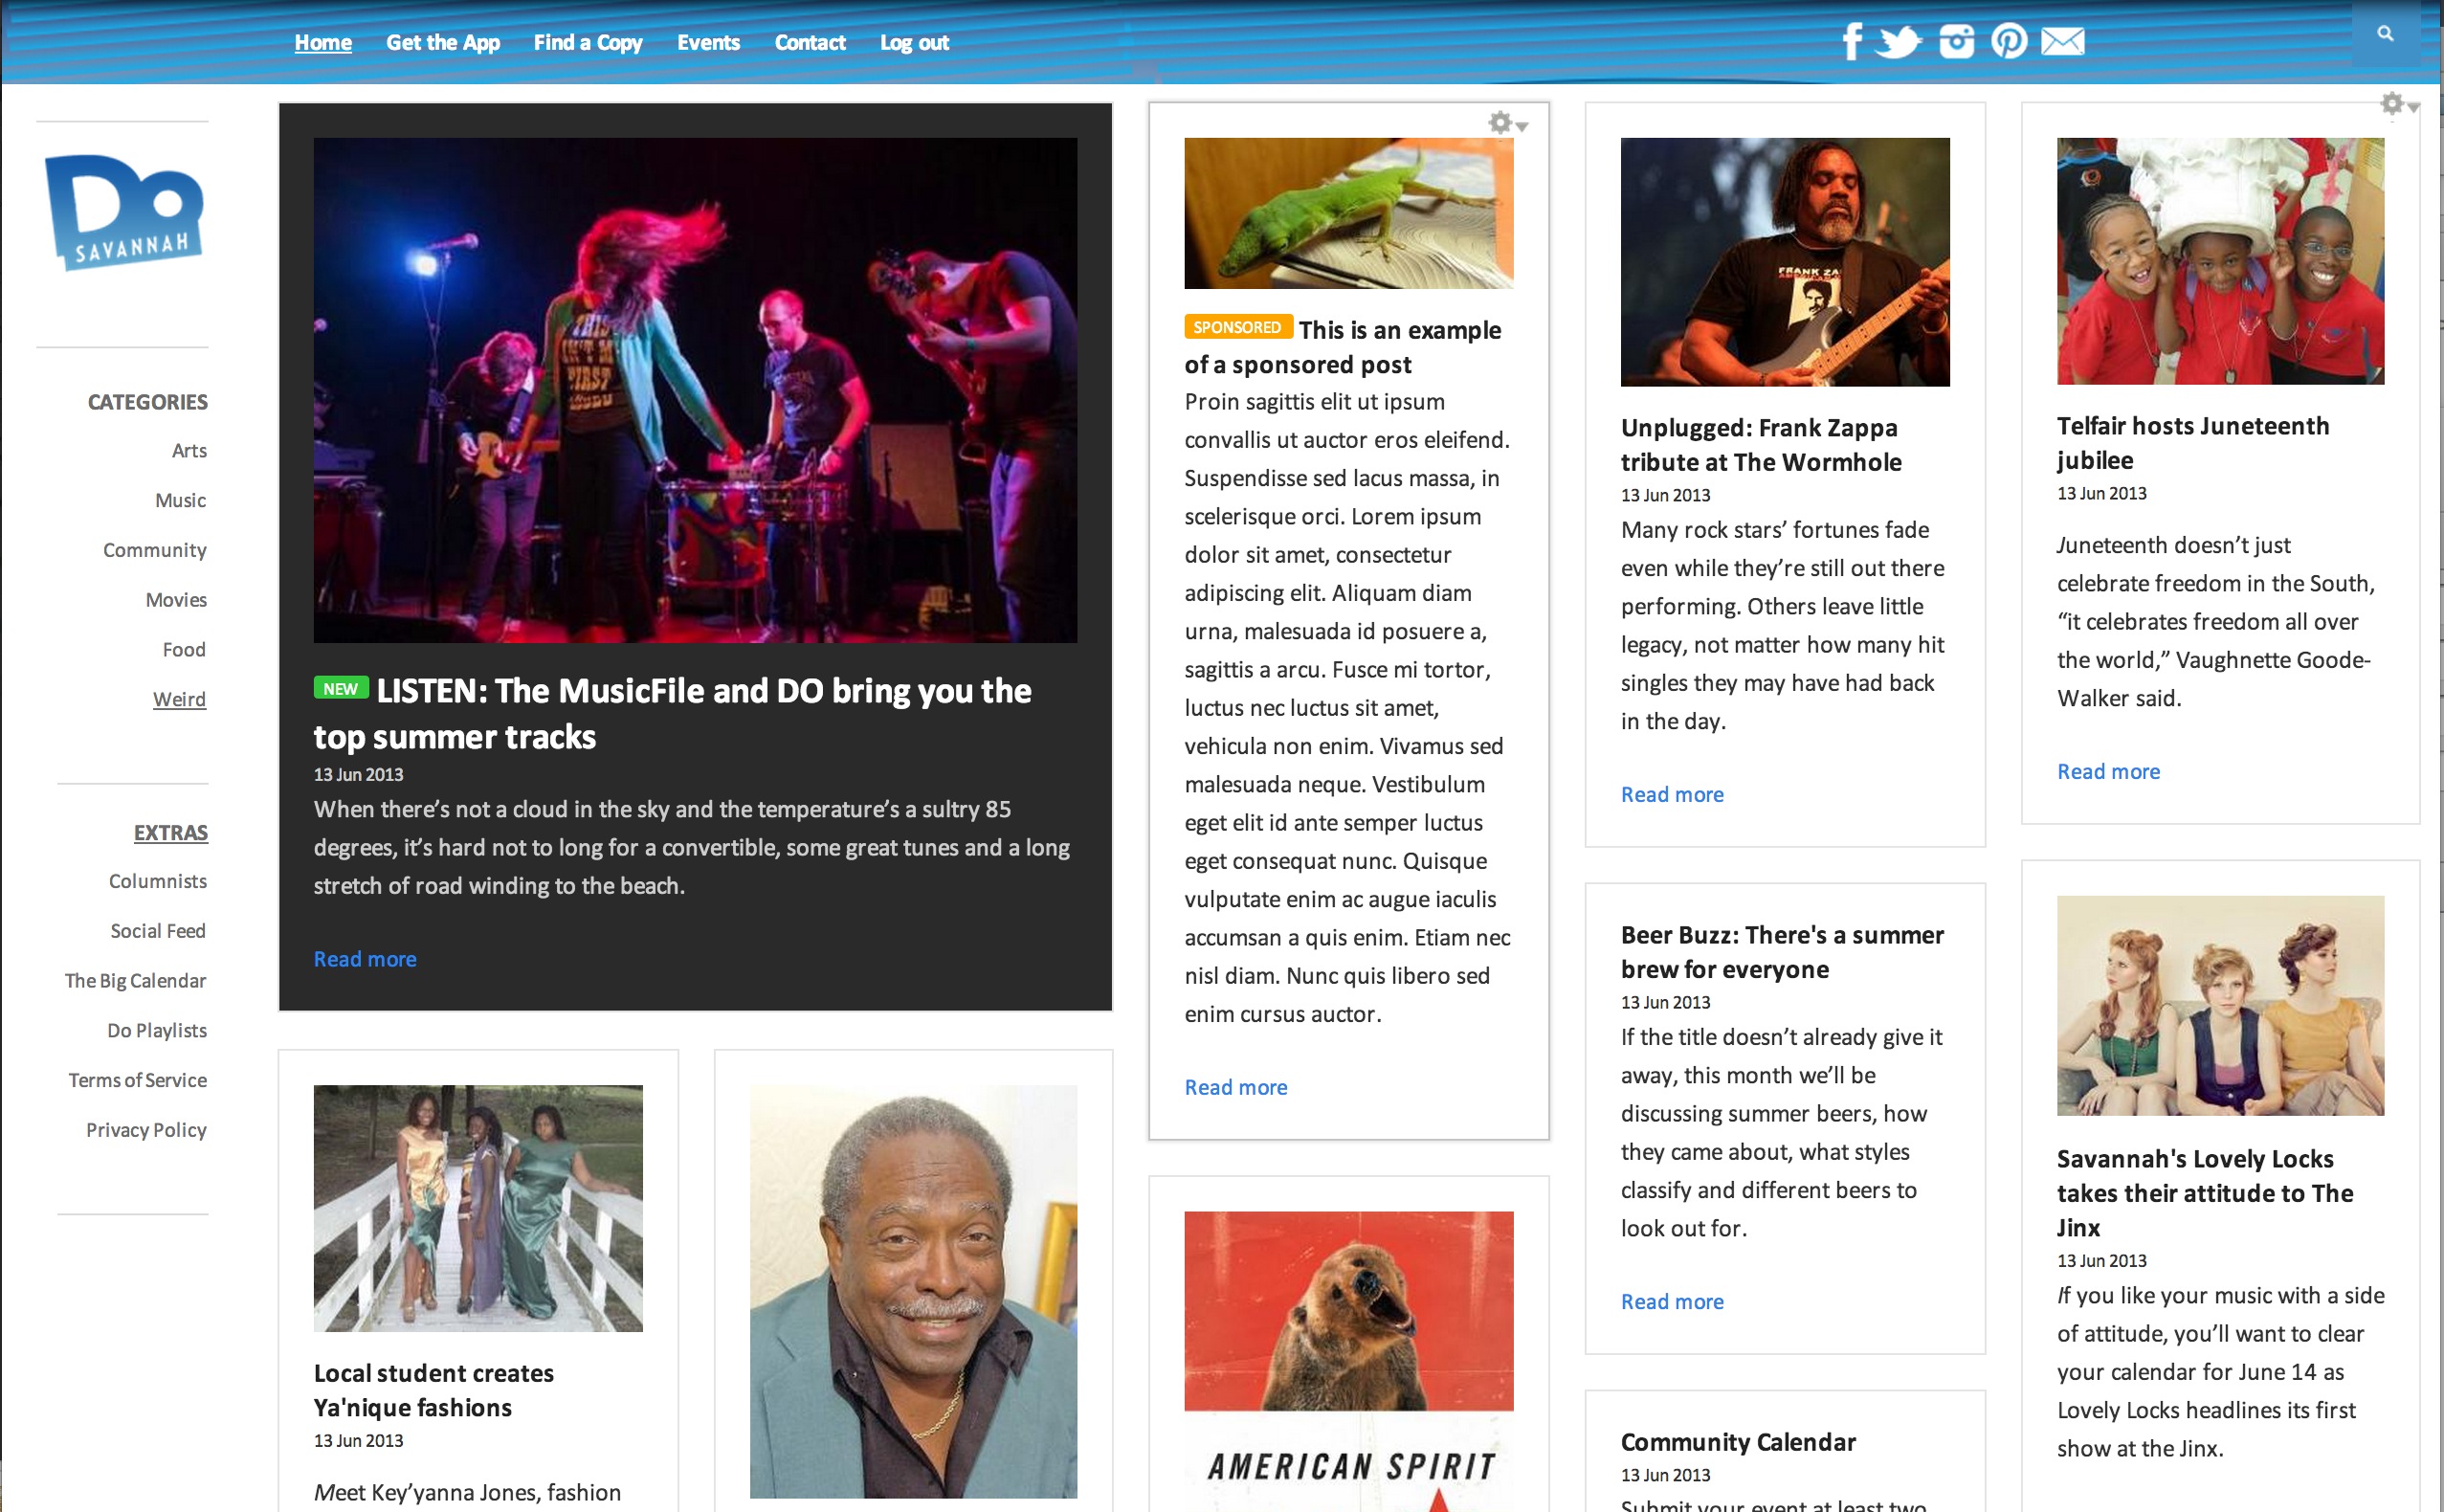 Home
Get the App
Find a Copy
Events
Contact
Log out
Do
SAVANNAH
CATEGORIES
Arts
Music
Community
Movies
Food
Weird
EXTRAS
Columnists
Social Feed
The Big Calendar
Do Playlists
Terms of Service
Privacy Policy
THIS
AIN'T MY
FIRST
NEW LISTEN: The MusicFile and DO bring you the
top summer tracks
13 Jun 2013
When there’s not a cloud in the sky and the temperature’s a sultry 85
degrees, it’s hard not to long for a convertible, some great tunes and a long
stretch of road winding to the beach.
Read more
Local student creates
Ya'nique fashions
13 Jun 2013
Meet Key’yanna Jones, fashion
SPONSORED This is an example
of a sponsored post
Proin sagittis elit ut ipsum
convallis ut auctor eros eleifend.
Suspendisse sed lacus massa, in
scelerisque orci. Lorem ipsum
dolor sit amet, consectetur
adipiscing elit. Aliquam diam
urna, malesuada id posuere a,
sagittis a arcu. Fusce mi tortor,
luctus nec luctus sit amet,
vehicula non enim. Vivamus sed
malesuada neque. Vestibulum
eget elit id ante semper luctus
eget consequat nunc. Quisque
vulputate enim ac augue iaculis
accumsan a quis enim. Etiam nec
nisl diam. Nunc quis libero sed
enim cursus auctor.
Read more
AMERICAN SPIRIT
FRANK ZA
Unplugged: Frank Zappa
tribute at The Wormhole
13 Jun 2013
Many rock stars’ fortunes fade
even while they’re still out there
performing. Others leave little
legacy, not matter how many hit
singles they may have had back
in the day.
Read more
Beer Buzz: There's a summer
brew for everyone
13 Jun 2013
If the title doesn’t already give it
away, this month we’ll be
discussing summer beers, how
they came about, what styles
classify and different beers to
look out for.
Read more
Community Calendar
13 Jun 2013
Submit your event at least two
Telfair hosts Juneteenth
jubilee
13 Jun 2013
Juneteenth doesn’t just
celebrate freedom in the South,
“it celebrates freedom all over
the world,” Vaughnette Goode-
Walker said.
Read more
Savannah's Lovely Locks
takes their attitude to The
Jinx
13 Jun 2013
If you like your music with a side
of attitude, you’ll want to clear
your calendar for June 14 as
Lovely Locks headlines its first
show at the Jinx.